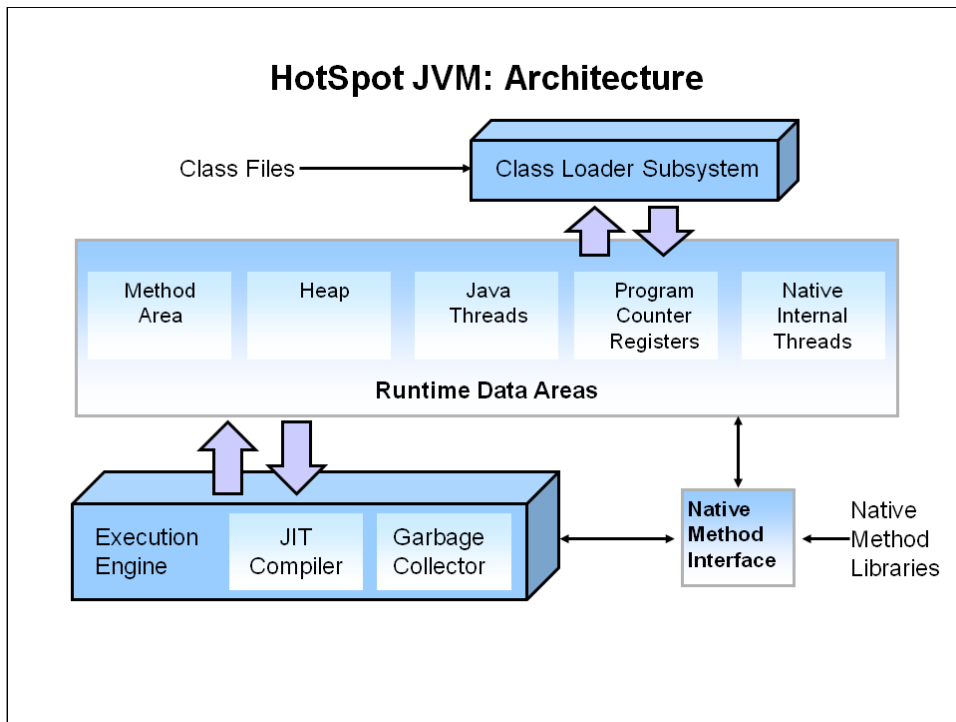 HotSpot JVM: Architecture
Class Files
Class Loader Subsystem
Method
Area
Heap
Java
Threads
Program
Counter
Registers
Native
Internal
Threads
Runtime Data Areas
Execution
Engine
JIT
Compiler
Garbage
Collector
Native
Method
Interface
Native
Method
Libraries